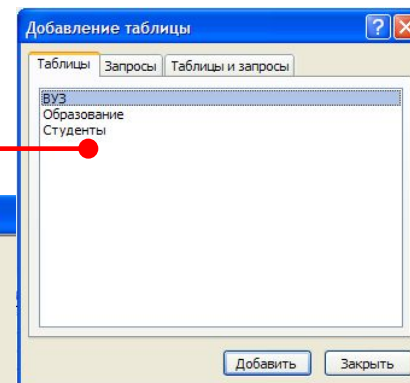 Добавление таблицы
Таблицы Запросы Таблицы и запросы
ВУЗ
Образование
Студенты
Добавить Закрыть